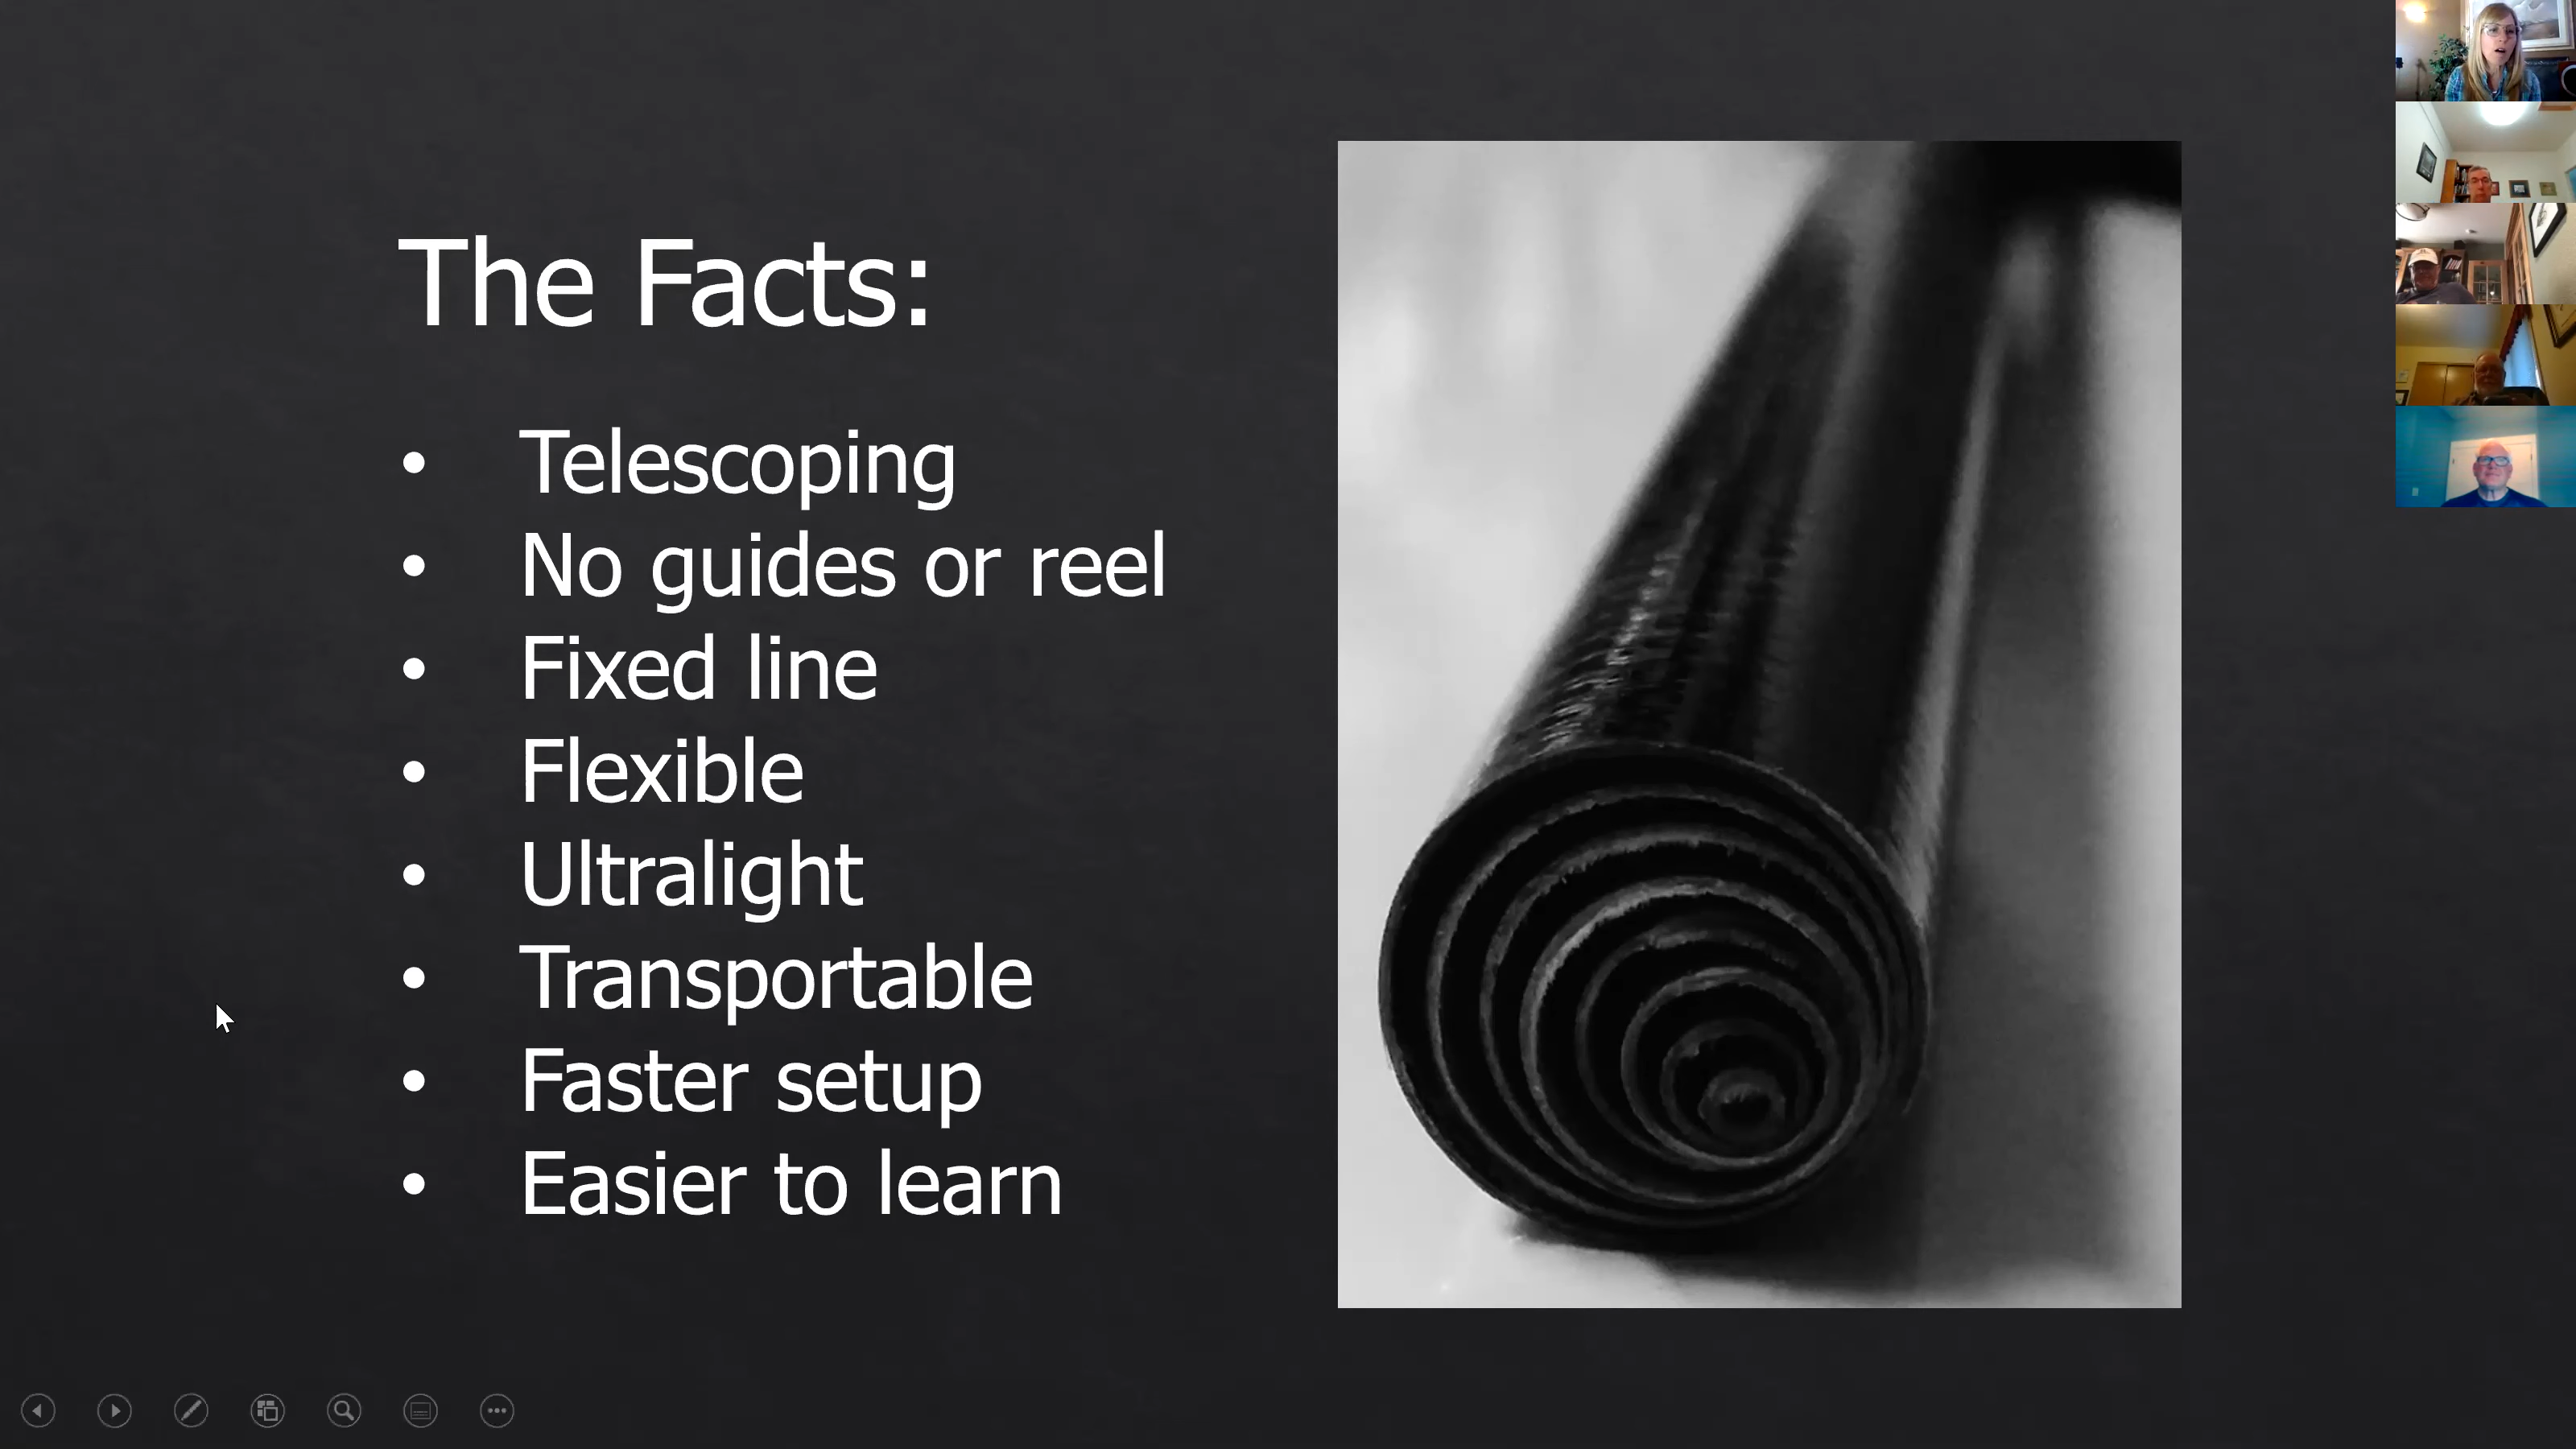 The Facts:
• Telescoping
• No guides or reel
• Fixed line
• Flexible
• Ultralight
• Transportable
• Faster setup
• Easier to learn